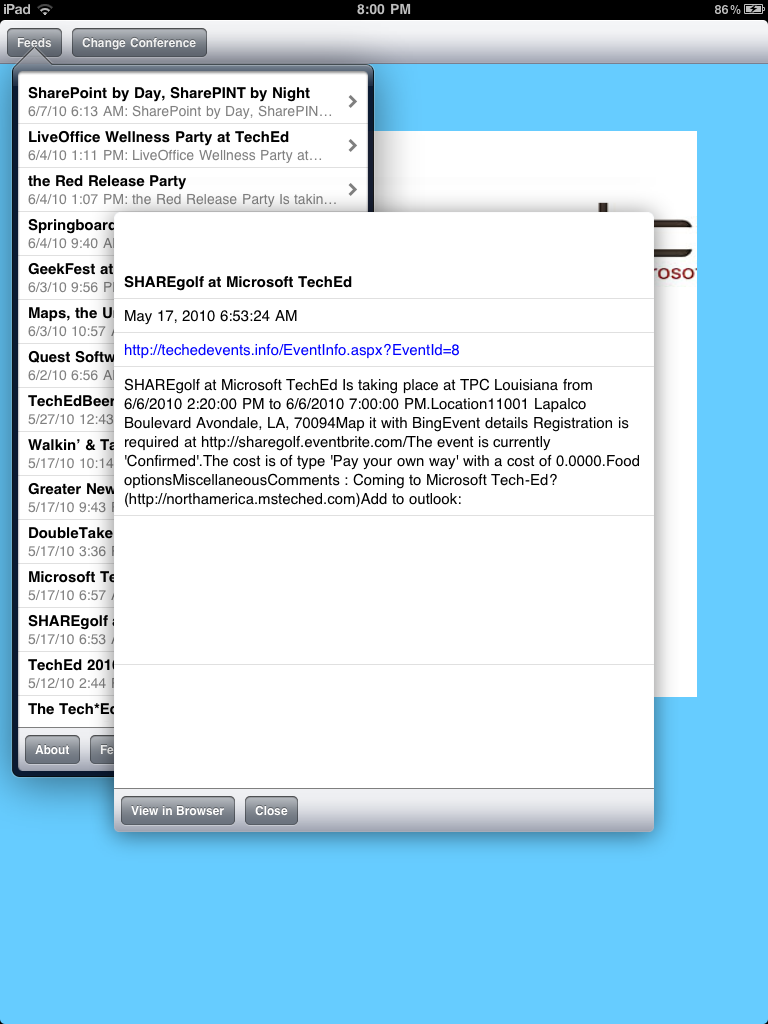 iPad 8:00 PM 86%
Feeds Change Conference
SharePoint by Day, SharePINT by Night
6/7/10 6:13 AM: SharePoint by Day, SharePIN…
LiveOffice Wellness Party at TechEd
6/4/10 1:11 PM: LiveOffice Wellness Party at…
the Red Release Party
6/4/10 1:07 PM: the Red Release Party Is takin…
Springboard
6/4/10 9:40
GeekFest at
6/3/10 9:56
Maps, the
6/3/10 10:57
Quest
6/2/10 6:56
5/27/10 12:43
Walkin' &
5/17/10 10:14
Greater New
5/17/10 9:43
DoubleTake
5/17/10 3:36
Microsoft
5/17/10 6:57
SHAREgolf
5/17/10 6:53
TechEd
5/12/10 2:44
The
About
SHAREgolf at Microsoft TechEd
May 17, 2010 6:53:24 AM
http://techedevents.info/EventInfo.aspx?EventId=8
SHAREgolf at Microsoft TechEd Is taking place at TPC Louisiana from
6/6/2010 2:20:00 PM to 6/6/2010 7:00:00 PM.Location11001 Lapalco
Boulevard Avondale, LA, 70094Map it with BingEvent details Registration is
required at http://sharegolf.eventbrite.com/The event is currently
'Confirmed'.The cost is of type 'Pay your own way' with a cost of 0.0000.Food
optionsMiscellaneousComments : Coming to Microsoft Tech-Ed?
(http://northamerica.msteched.com)Add to outlook:
View in Browser Close